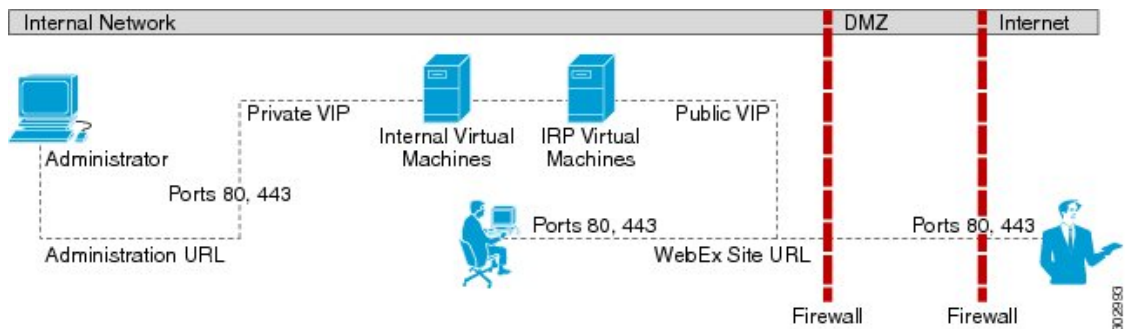 Internal Network
DMZ
Internet
Private VIP
Public VIP
Internal Virtual
Machines
IRP Virtual
Machines
Administrator
Ports 80, 443
Ports 80, 443
Ports 80, 443
Administration URL
WebEx Site URL
Firewall
Firewall
302993